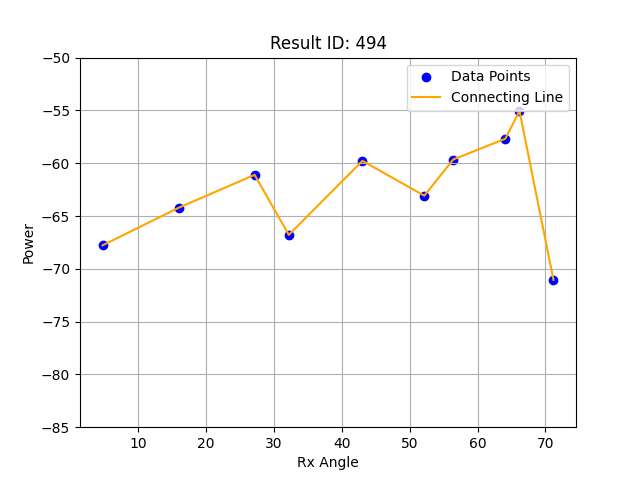 Result ID: 494
Data Points
Connecting Line
Power
−50
−55
−60
−65
−70
−75
−80
−85
10 20 30 40 50 60 70
Rx Angle